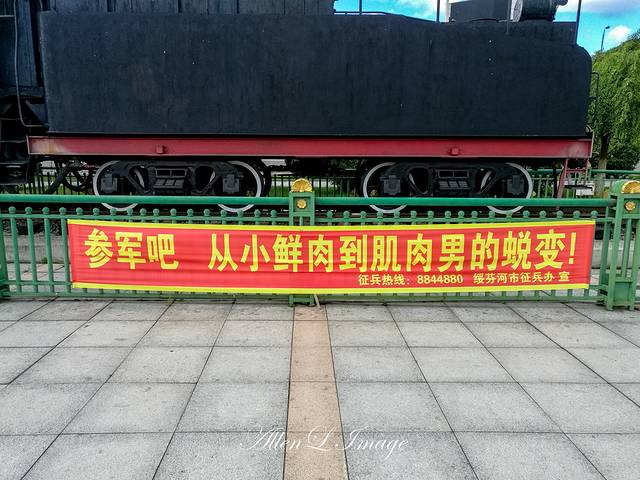 参军吧 从小鲜肉到肌肉男的蜕变!
征兵热线：8844880 绥芬河市征兵办 宣
Allen L Image